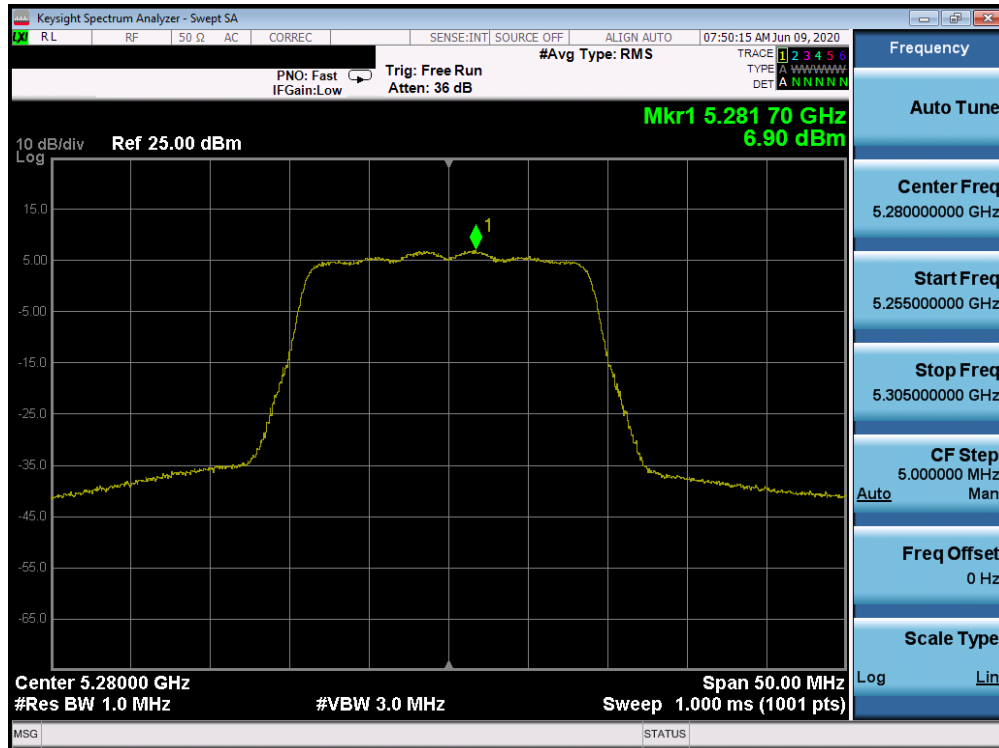 Keysight Spectrum Analyzer - Swept SA
LXI RL RF 50 Ω AC CORREC SENSE:INT SOURCE OFF ALIGN AUTO 07:50:15 AM Jun 09, 2020
#Avg Type: RMS
TRACE 1 2 3 4 5 6
TYPE A WWWWW
DET A N N N N N
PNO: Fast
IFGain:Low
Trig: Free Run
Atten: 36 dB
Mkr1 5.281 70 GHz
6.90 dBm
10 dB/div
Log
Ref 25.00 dBm
15.0
5.00
-5.00
-15.0
-25.0
-35.0
-45.0
-55.0
-65.0
1
Center 5.28000 GHz
Span 50.00 MHz
#Res BW 1.0 MHz
#VBW 3.0 MHz
Sweep 1.000 ms (1001 pts)
MSG
STATUS
Frequency
Auto Tune
Center Freq
5.280000000 GHz
Start Freq
5.255000000 GHz
Stop Freq
5.305000000 GHz
CF Step
5.000000 MHz
Auto Man
Freq Offset
0 Hz
Scale Type
Log Lin